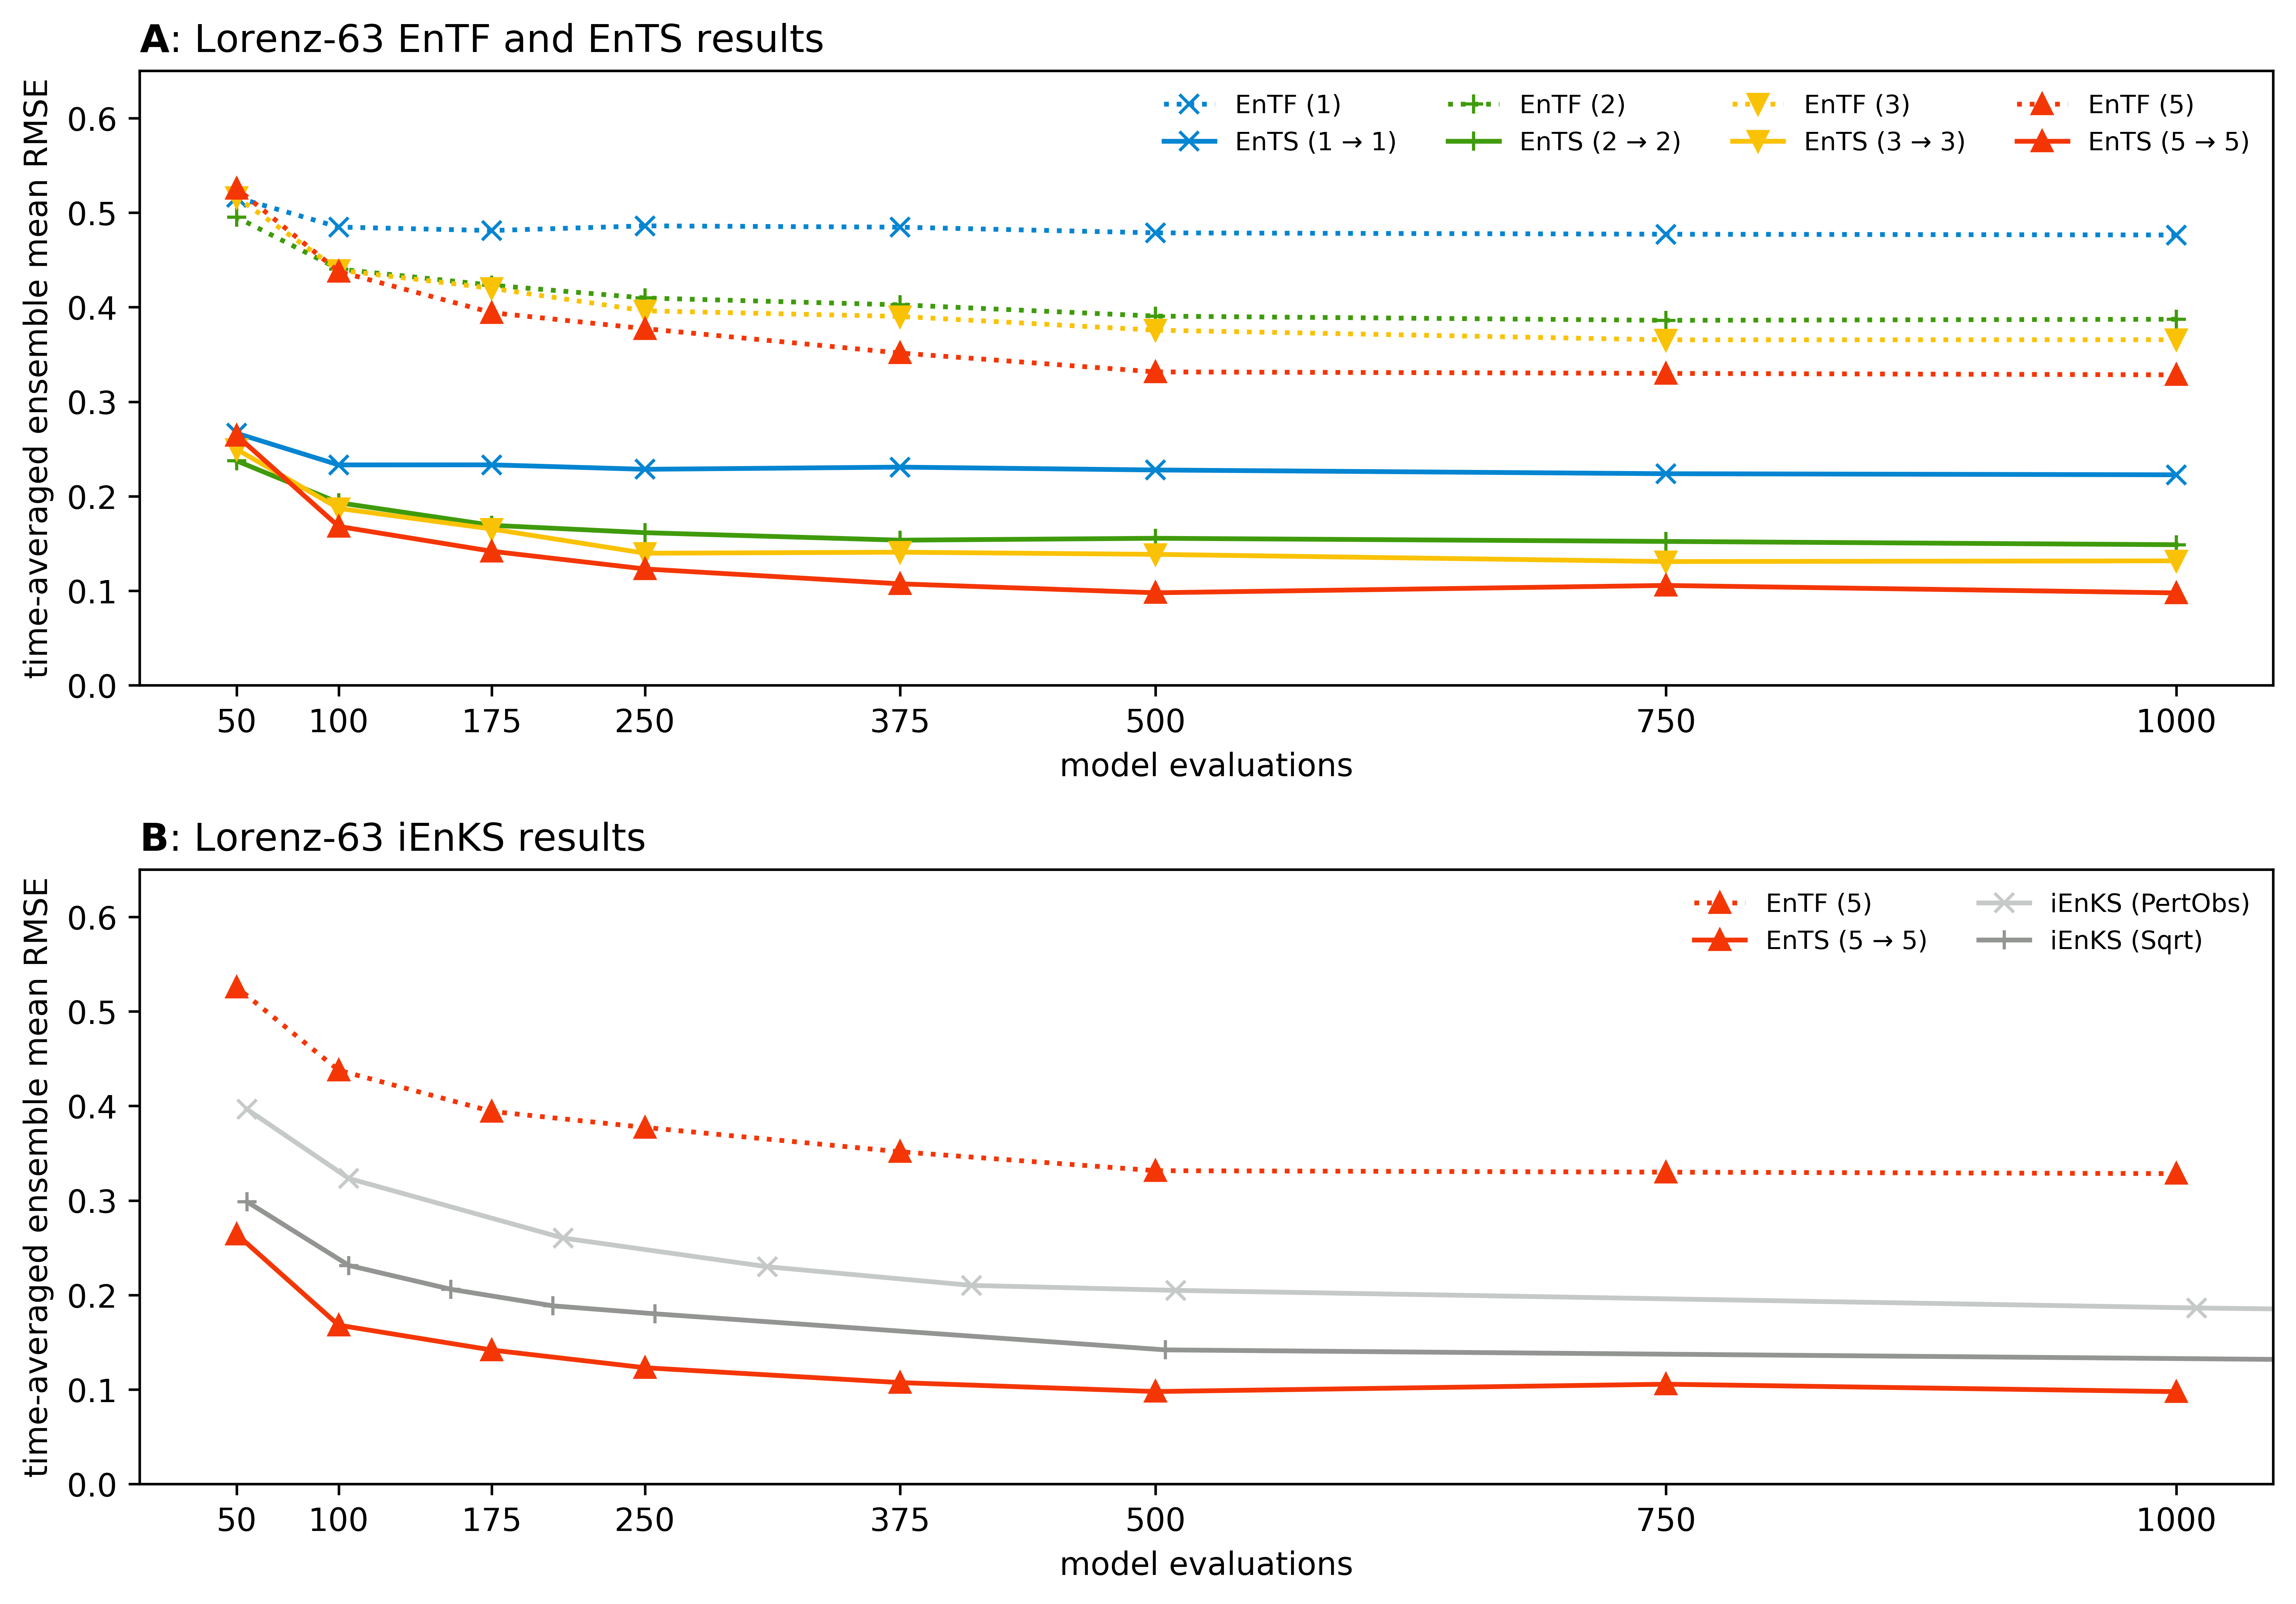 A: Lorenz-63 EnTF and EnTS results
time-averaged ensemble mean RMSE
0.6
0.5
0.4
0.3
0.2
0.1
0.0
EnTF (1) EnTF (2) EnTF (3) EnTF (5)
EnTS (1 → 1) EnTS (2 → 2) EnTS (3 → 3) EnTS (5 → 5)
50 100 175 250 375 500 750 1000
model evaluations
B: Lorenz-63 iEnKS results
time-averaged ensemble mean RMSE
0.6
0.5
0.4
0.3
0.2
0.1
0.0
EnTF (5) iEnKS (PertObs)
EnTS (5 → 5) iEnKS (Sqrt)
50 100 175 250 375 500 750 1000
model evaluations